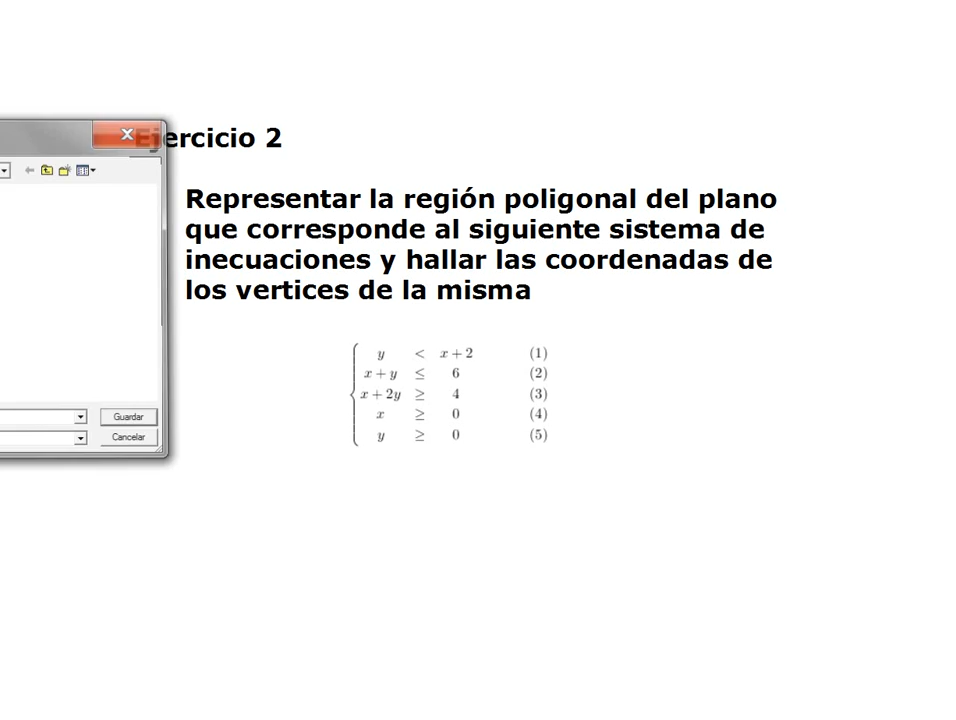 Ejercicio 2
Representar la región poligonal del plano
que corresponde al siguiente sistema de
inecuaciones y hallar las coordenadas de
los vertices de la misma
y < x + 2 (1)
x + y ≤ 6 (2)
x + 2y ≥ 4 (3)
x ≥ 0 (4)
y ≥ 0 (5)
Guardar
Cancelar